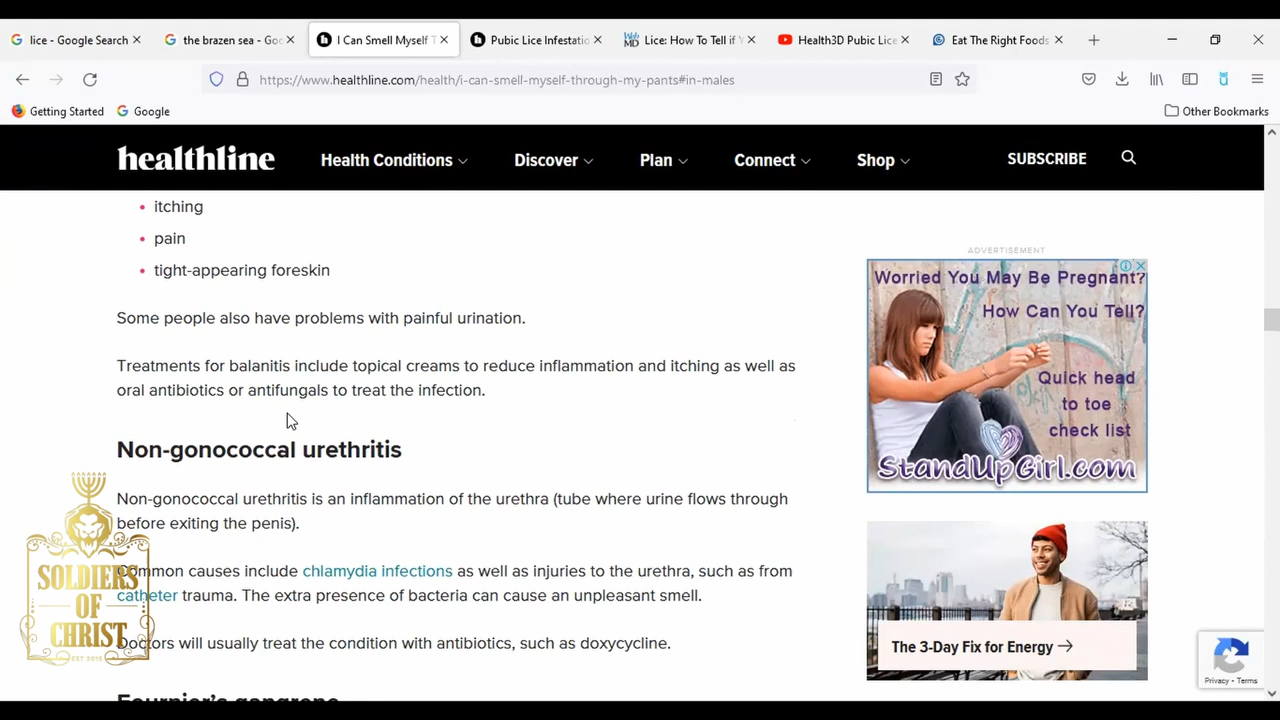 lice - Google Search
the brazen sea - Goo
I Can Smell Myself T
Pubic Lice Infestatio
WebMD
Lice: How To Tell if Y
Health3D Pubic Lice
Eat The Right Foods
https://www.healthline.com/health/i-can-smell-myself-through-my-pants#in-males
Getting Started
Google
Other Bookmarks
healthline
Health Conditions
Discover
Plan
Connect
Shop
SUBSCRIBE
• itching
• pain
• tight-appearing foreskin
Some people also have problems with painful urination.
Treatments for balanitis include topical creams to reduce inflammation and itching as well as
oral antibiotics or antifungals to treat the infection.
Non-gonococcal urethritis
Non-gonococcal urethritis is an inflammation of the urethra (tube where urine flows through
before exiting the penis).
Common causes include chlamydia infections as well as injuries to the urethra, such as from
catheter trauma. The extra presence of bacteria can cause an unpleasant smell.
Doctors will usually treat the condition with antibiotics, such as doxycycline.
Fournier's gangrene
ADVERTISEMENT
Worried You May Be Pregnant?
How Can You Tell?
Quick head
to toe
check list
StandUpGirl.com
The 3-Day Fix for Energy →
Privacy - Terms
SOLDIERS
OF
CHRIST
EST 2015